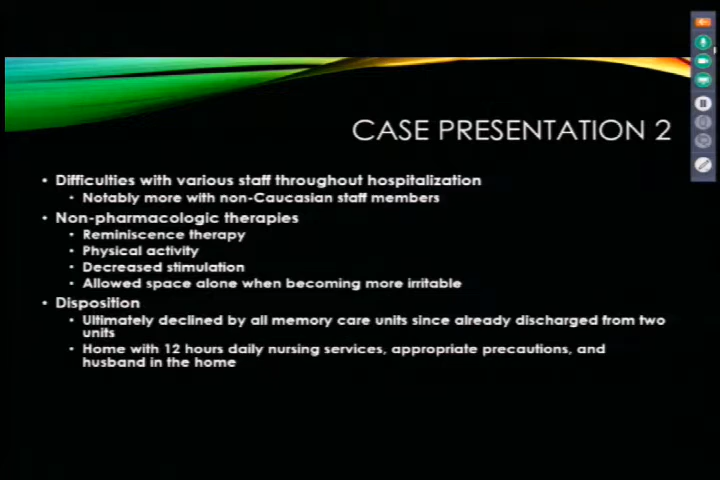 CASE PRESENTATION 2
• Difficulties with various staff throughout hospitalization
• Notably more with non-Caucasian staff members
• Non-pharmacologic therapies
• Reminiscence therapy
• Physical activity
• Decreased stimulation
• Allowed space alone when becoming more irritable
• Disposition
• Ultimately declined by all memory care units since already discharged from two
units
• Home with 12 hours daily nursing services, appropriate precautions, and
husband in the home